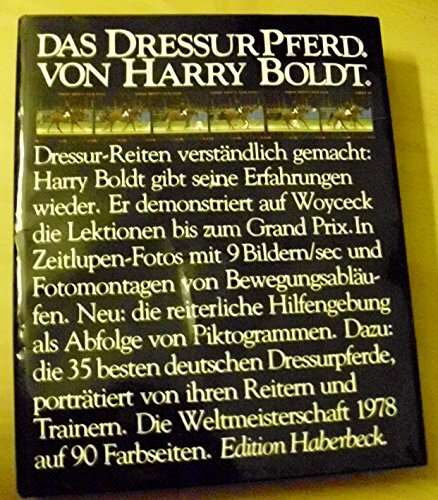 DAS DRESSUR PFERD.
VON HARRY BOLDT.
Dressur-Reiten verständlich gemacht:
Harry Boldt gibt seine Erfahrungen
wieder. Er demonstriert auf Woyceck
die Lektionen bis zum Grand Prix. In
Zeitlupen-Fotos mit 9 Bildern/sec und
Fotomontagen von Bewegungsabläu-
fen. Neu: die reiterliche Hilfengebung
als Abfolge von Piktogrammen. Dazu:
die 35 besten deutschen Dressurpferde,
porträtiert von ihren Reitern und
Trainern. Die Weltmeisterschaft 1978
auf 90 Farbseiten. Edition Haberbeck.